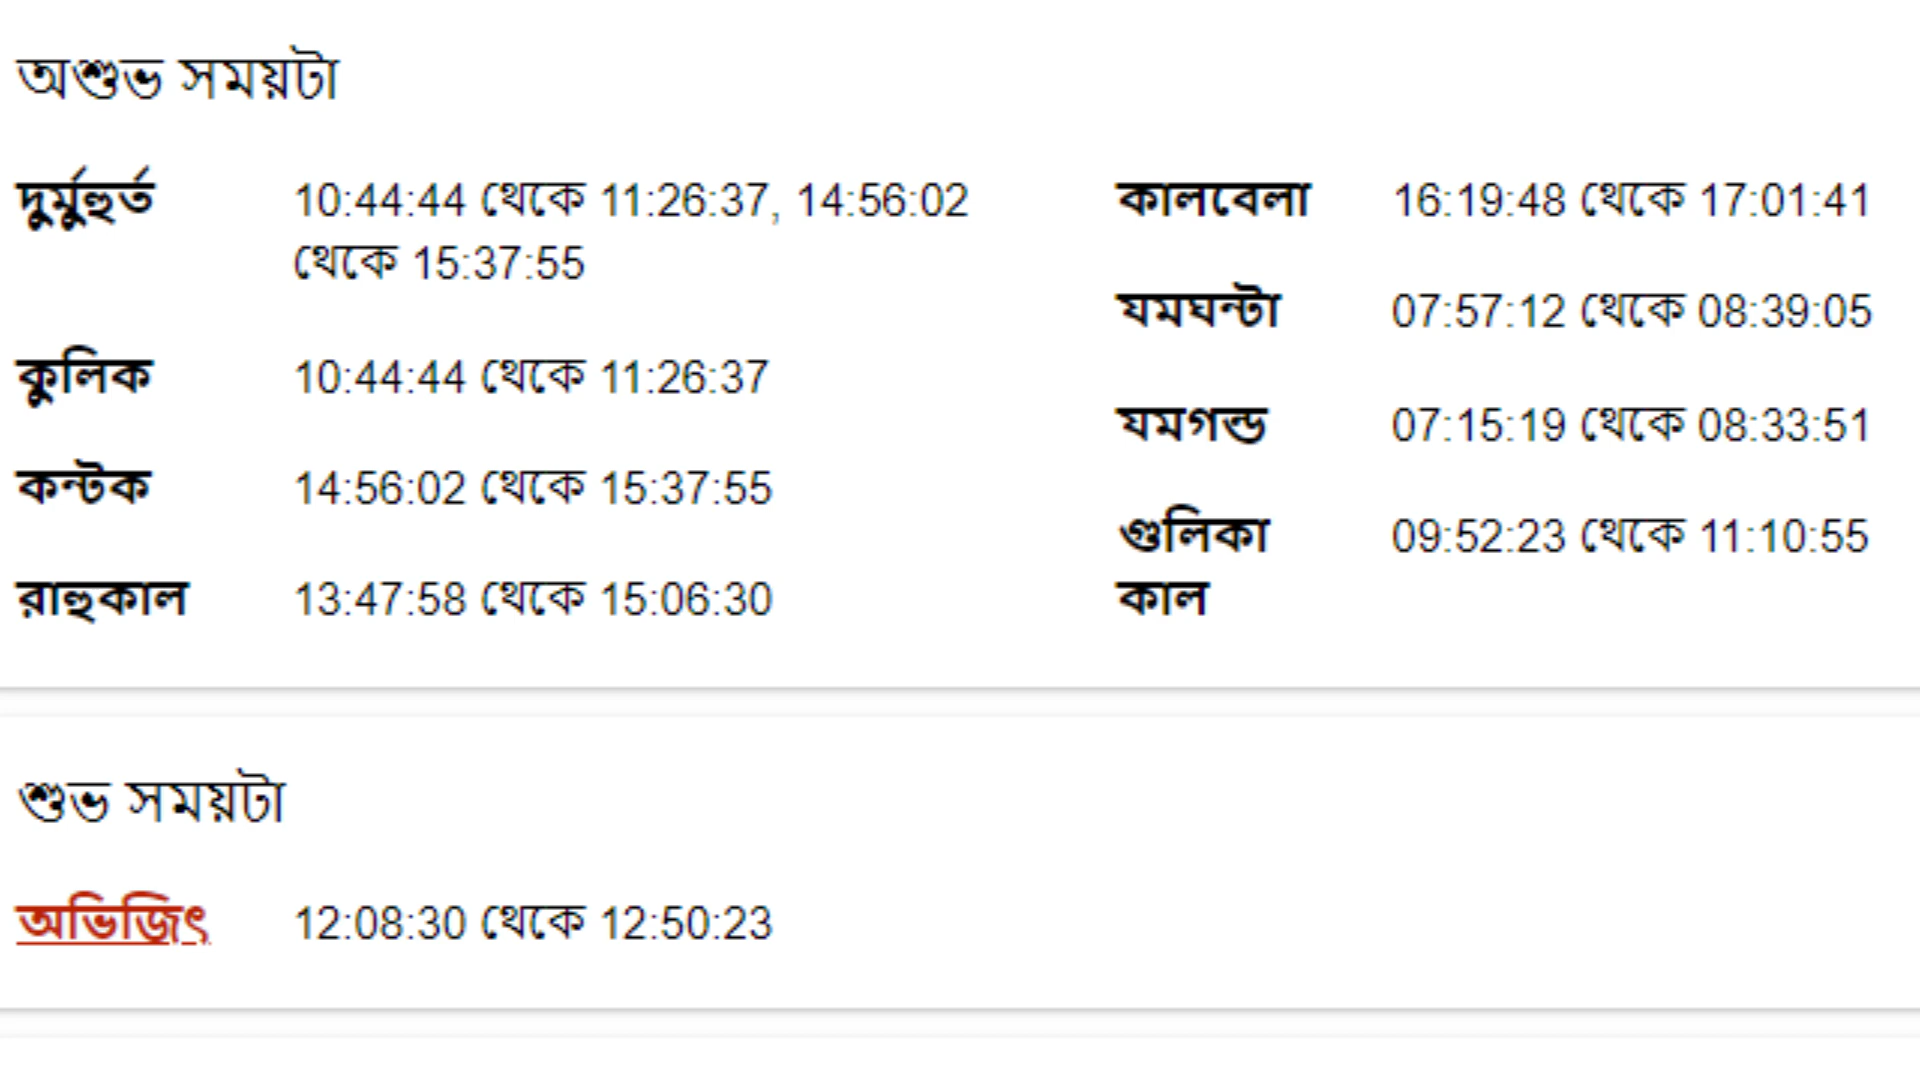 অশুভ সময়টা
দুর্মুহুর্ত 10:44:44 থেকে 11:26:37, 14:56:02
থেকে 15:37:55
কুলিক 10:44:44 থেকে 11:26:37
কন্টক 14:56:02 থেকে 15:37:55
রাহুকাল 13:47:58 থেকে 15:06:30
কালবেলা 16:19:48 থেকে 17:01:41
যমঘন্টা 07:57:12 থেকে 08:39:05
যমগন্ড 07:15:19 থেকে 08:33:51
গুলিকা 09:52:23 থেকে 11:10:55
কাল
শুভ সময়টা
অভিজিৎ 12:08:30 থেকে 12:50:23